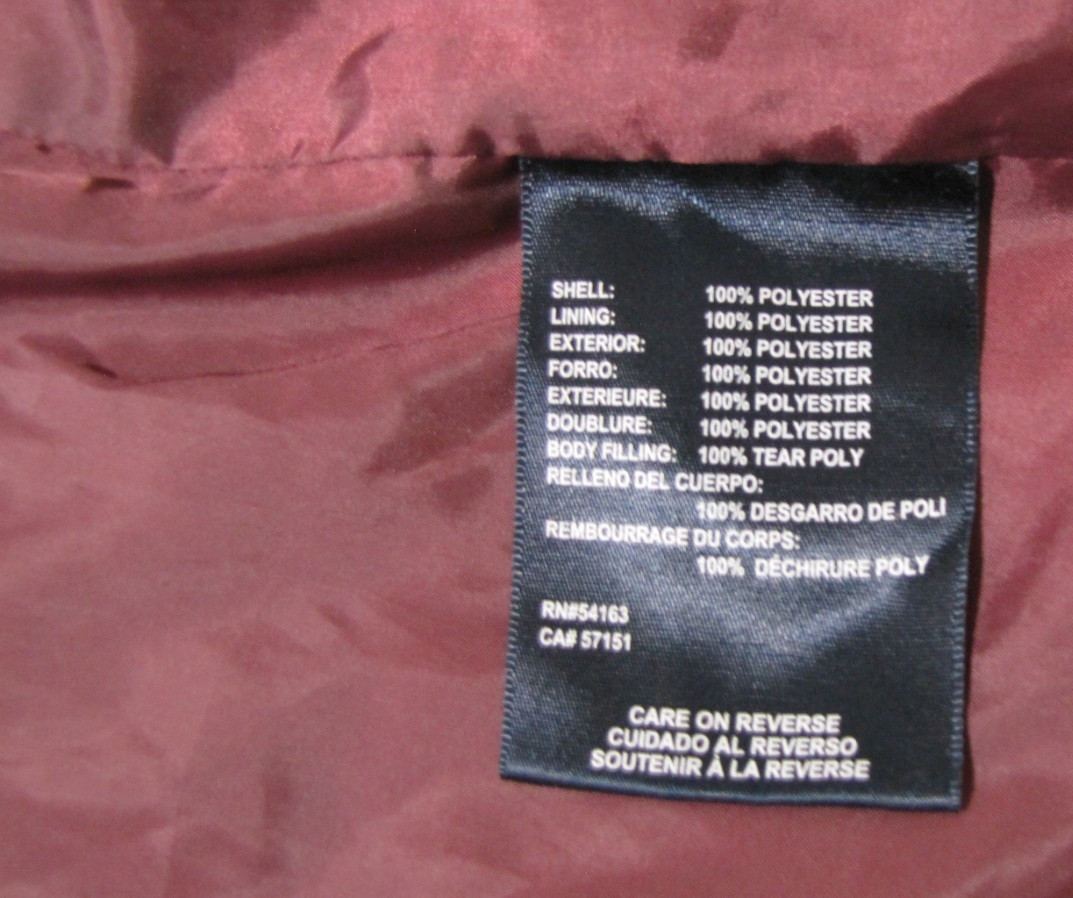 SHELL: 100% POLYESTER
LINING: 100% POLYESTER
EXTERIOR: 100% POLYESTER
FORRO: 100% POLYESTER
EXTERIEURE: 100% POLYESTER
DOUBLURE: 100% POLYESTER
BODY FILLING: 100% TEAR POLY
RELLENO DEL CUERPO:
100% DESGARRO DE POLI
REMBOURRAGE DU CORPS:
100% DÉCHIRURE POLY
RN#54163
CA# 57151
CARE ON REVERSE
CUIDADO AL REVERSO
SOUTENIR À LA REVERSE